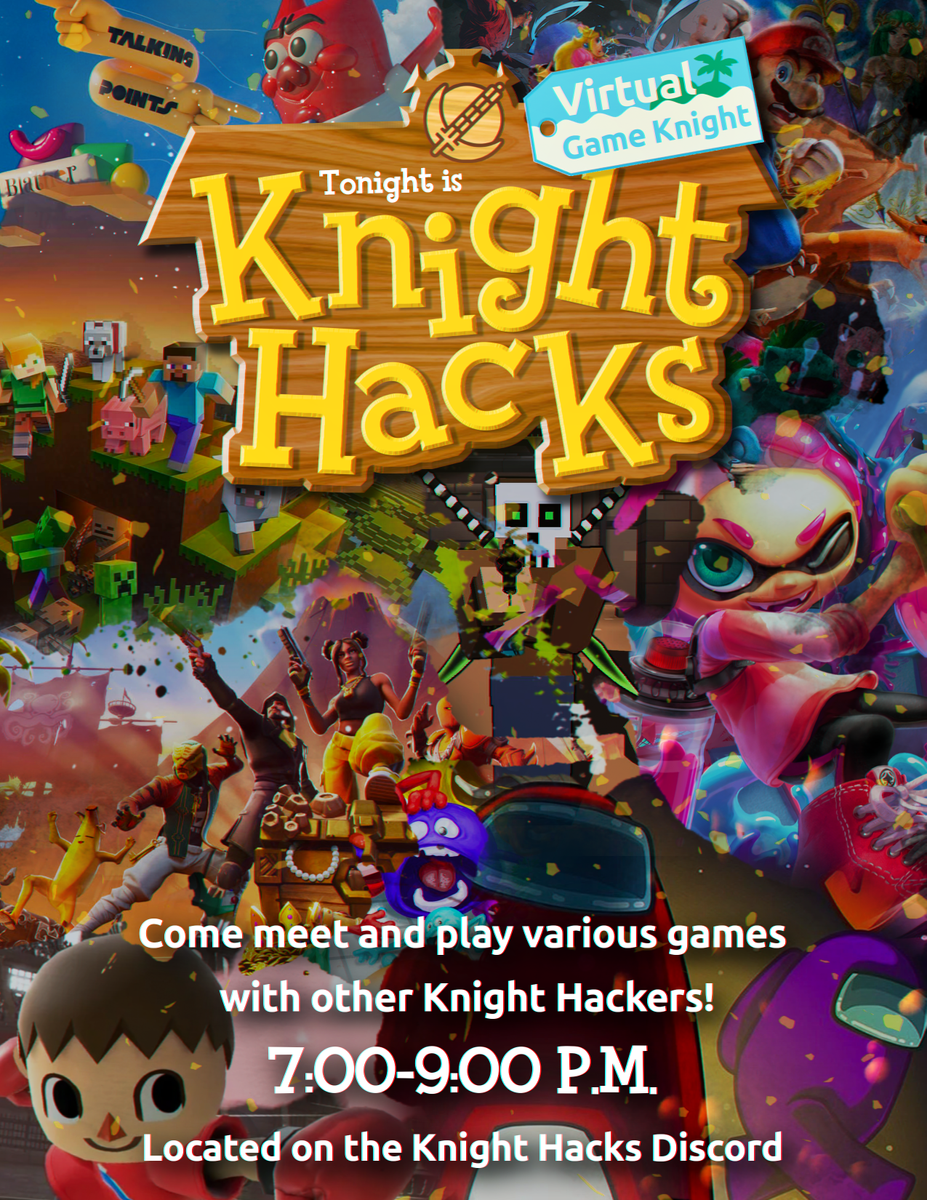 TALKING
POINTS
Virtual
Game Knight
Tonight is
Knight
Hacks
Come meet and play various games
with other Knight Hackers!
7:00-9:00 P.M.
Located on the Knight Hacks Discord